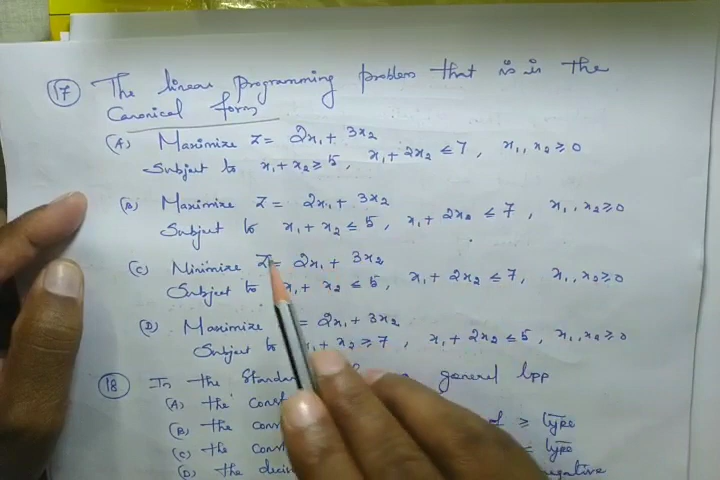 17 The linear programming problem that is in the
Canonical form
(A) Maximize Z = 2x₁ + 3x₂
Subject to x₁ + x₂ ≥ 5, x₁ + 2x₂ ≤ 7, x₁, x₂ ≥ 0
(B) Maximize Z = 2x₁ + 3x₂
Subject to x₁ + x₂ ≤ 5, x₁ + 2x₂ ≤ 7, x₁, x₂ ≥ 0
(C) Minimize Z = 2x₁ + 3x₂
Subject to x₁ + x₂ ≤ 5, x₁ + 2x₂ ≤ 7, x₁, x₂ ≥ 0
(D) Maximize = 2x₁ + 3x₂
Subject to x₁ + x₂ ≥ 7, x₁ + 2x₂ ≤ 5, x₁, x₂ ≥ 0
18 In the Standard general lpp
(A) the
(B) the ≥ type
(C) the = type
(D) the negative